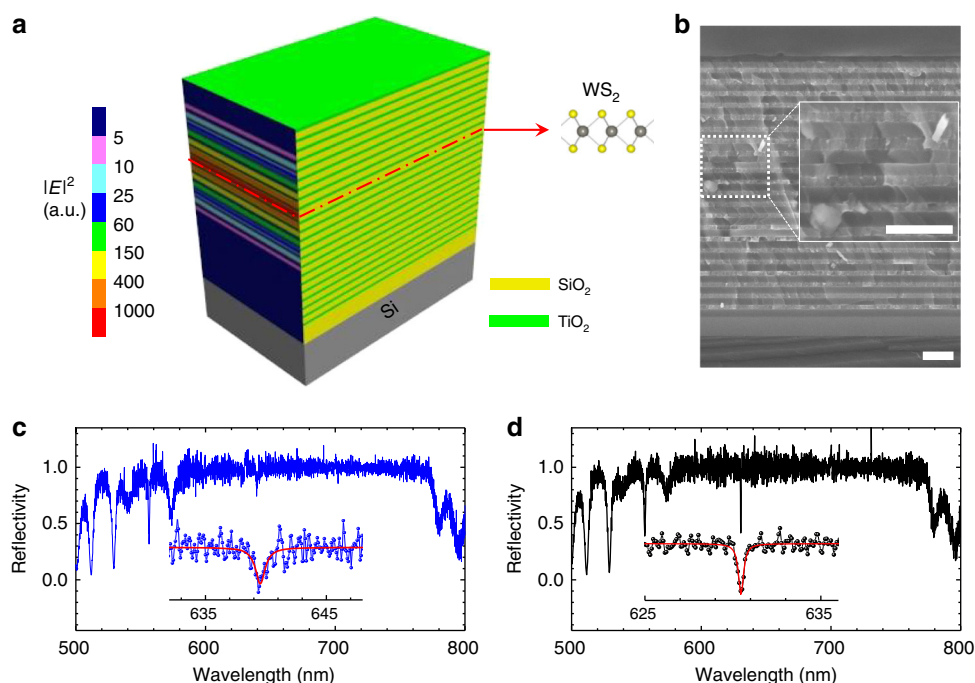 a
b
WS2
|E|2
(a.u.)
5
10
25
60
150
400
1000
Si
SiO2
TiO2
c
d
Reflectivity
1.0
0.5
0.0
635
645
500
600
700
800
Wavelength (nm)
Reflectivity
1.0
0.5
0.0
625
635
500
600
700
800
Wavelength (nm)